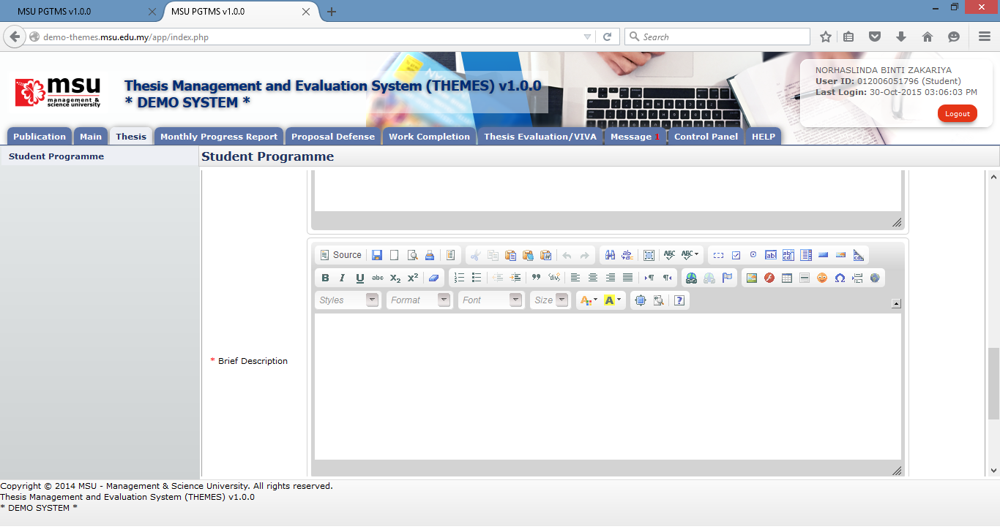 MSU PGTMS v1.0.0
MSU PGTMS v1.0.0
demo-themes.msu.edu.my/app/index.php
Search
msu
management &
science university
Thesis Management and Evaluation System (THEMES) v1.0.0
* DEMO SYSTEM *
NORHASLINDA BINTI ZAKARIYA
User ID: 012006051796 (Student)
Last Login: 30-Oct-2015 03:06:03 PM
Logout
Publication
Main
Thesis
Monthly Progress Report
Proposal Defense
Work Completion
Thesis Evaluation/VIVA
Message 1
Control Panel
HELP
Student Programme
Student Programme
Source
Styles
Format
Font
Size
* Brief Description
Copyright © 2014 MSU - Management & Science University. All rights reserved.
Thesis Management and Evaluation System (THEMES) v1.0.0
* DEMO SYSTEM *